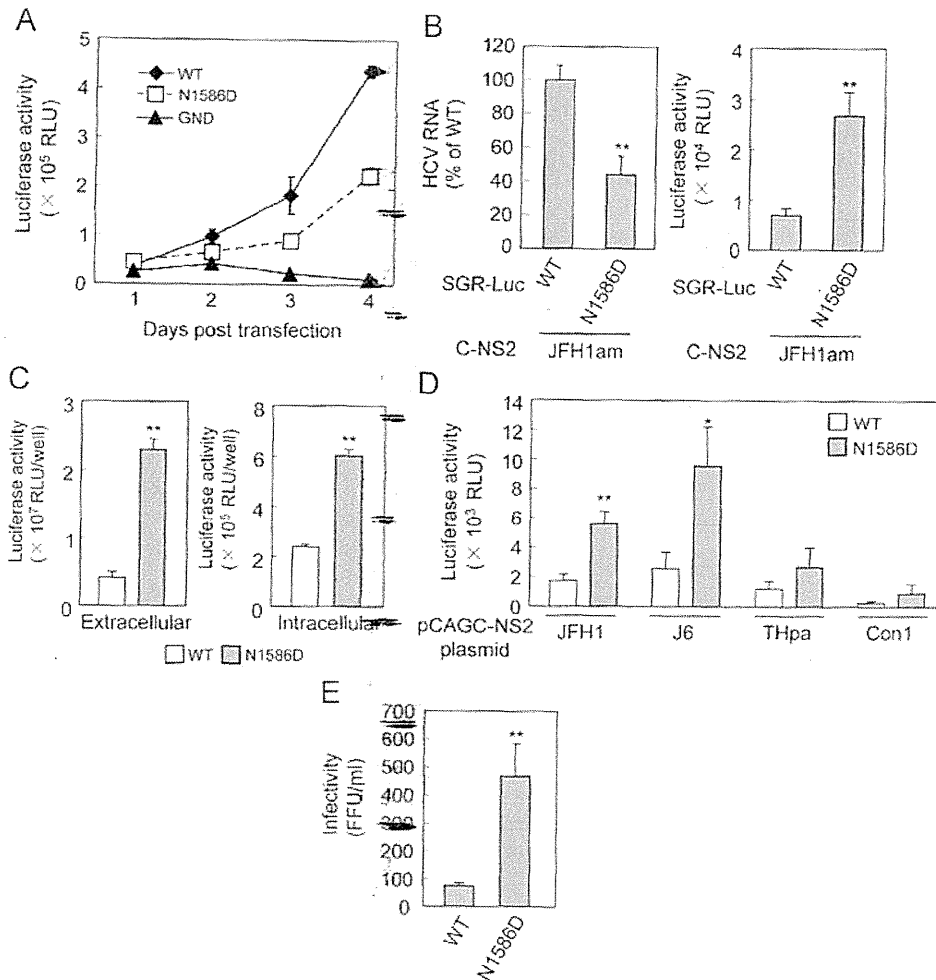 A
Luciferase activity
(× 10⁵ RLU)
5
4
3
2
1
0
WT
N1586D
GND
1 2 3 4
Days post transfection
B
HCV RNA
(% of WT)
120
100
80
60
40
20
0
**
WT
N1586D
SGR-Luc
C-NS2
JFH1am
Luciferase activity
(× 10⁴ RLU)
4
3
2
1
0
**
WT
N1586D
SGR-Luc
C-NS2
JFH1am
C
Luciferase activity
(× 10⁷ RLU/well)
3
2
1
0
**
Extracellular
Luciferase activity
(× 10⁵ RLU/well)
8
6
4
2
0
**
Intracellular
WT N1586D
D
Luciferase activity
(× 10³ RLU)
14
12
10
8
6
4
2
0
WT
N1586D
**
*
pCAGC-NS2
plasmid
JFH1 J6 THpa Con1
E
Infectivity
(FFU/ml)
700
600
500
400
300
200
100
0
**
WT
N1586D